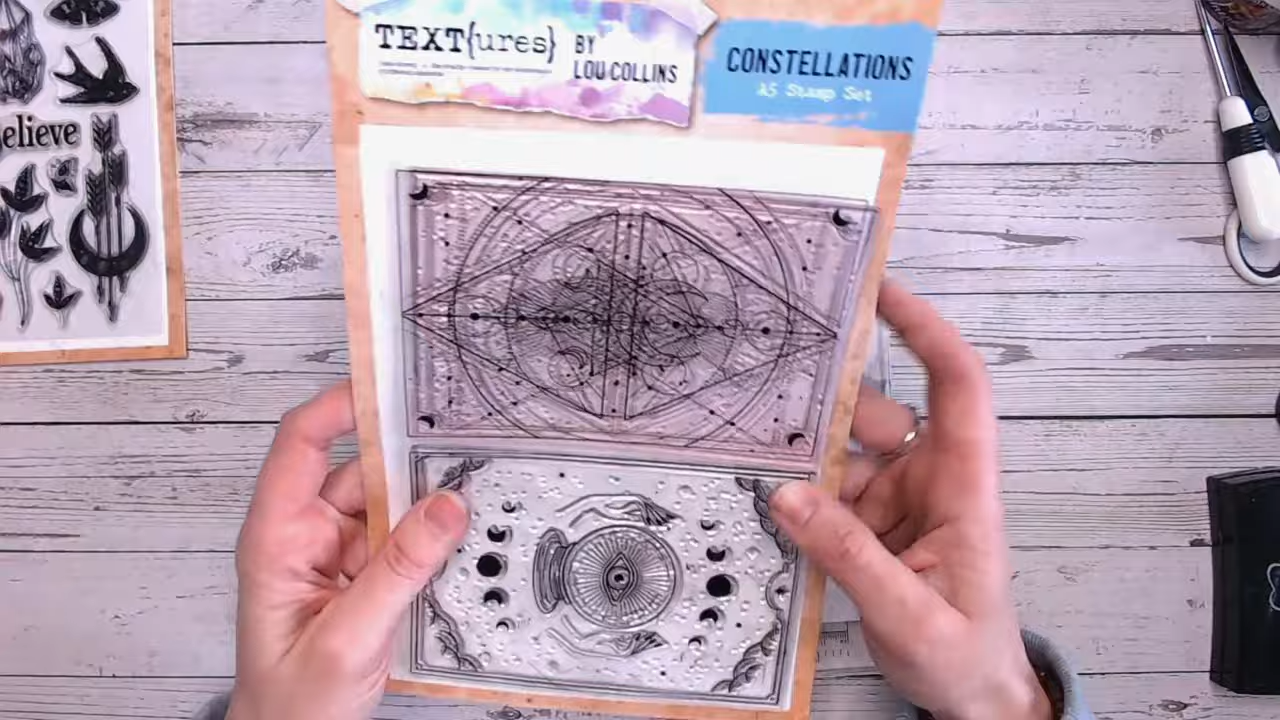 TEXT{ures}
BY
LOU COLLINS
CONSTELLATIONS
A5 Stamp Set
elieve